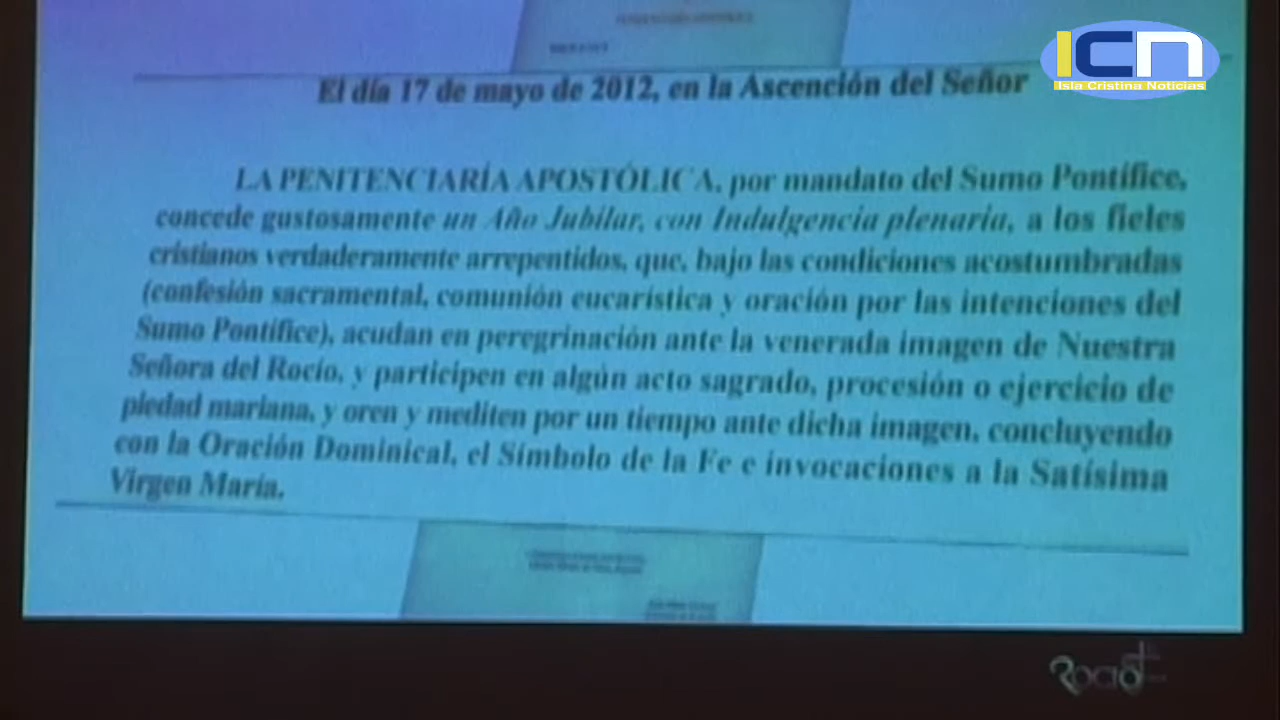 ICN
Isla Cristina Noticias
El día 17 de mayo de 2012, en la Ascención del Señor
LA PENITENCIARÍA APOSTÓLICA, por mandato del Sumo Pontífice,
concede gustosamente un Año Jubilar, con Indulgencia plenaria, a los fieles
cristianos verdaderamente arrepentidos, que, bajo las condiciones acostumbradas
(confesión sacramental, comunión eucarística y oración por las intenciones del
Sumo Pontífice), acudan en peregrinación ante la venerada imagen de Nuestra
Señora del Rocío, y participen en algún acto sagrado, procesión o ejercicio de
piedad mariana, y oren y mediten por un tiempo ante dicha imagen, concluyendo
con la Oración Dominical, el Símbolo de la Fe e invocaciones a la Satísima
Virgen María.
Rocio